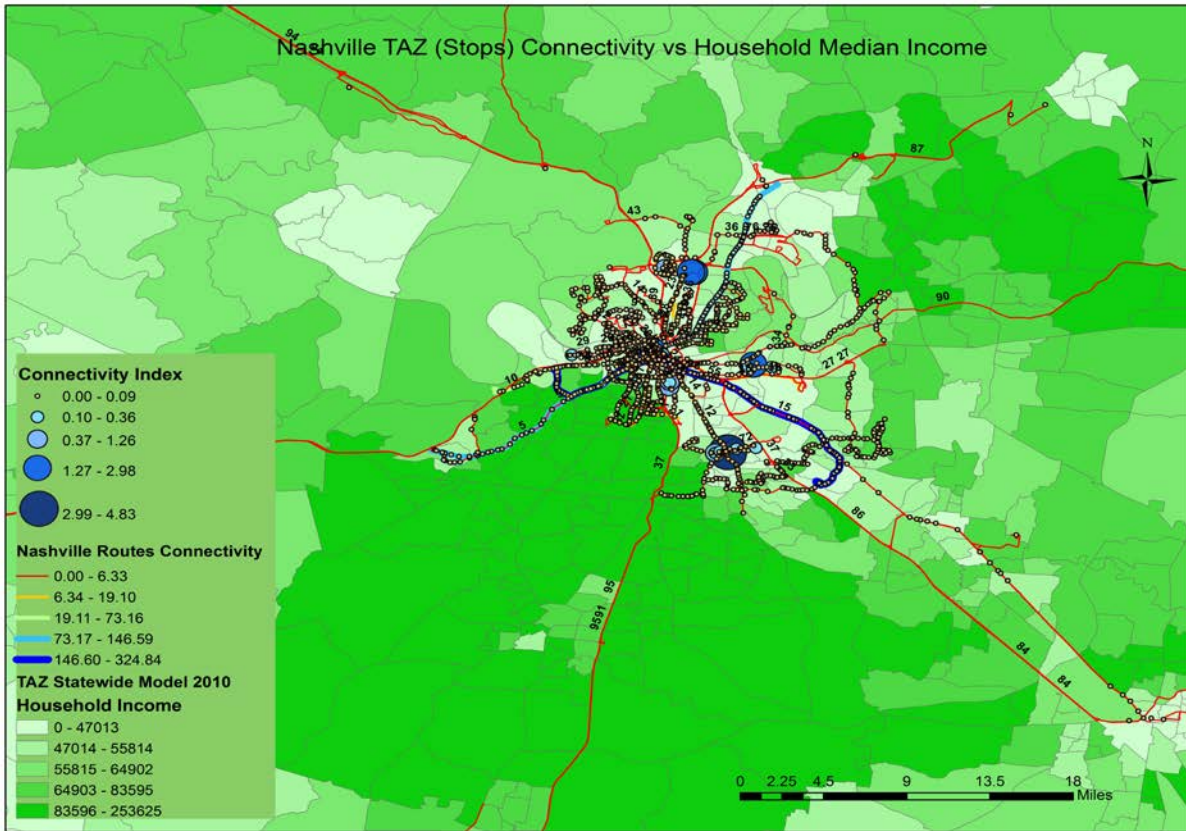 Nashville TAZ (Stops) Connectivity vs Household Median Income
94
87
N
43
36
90
34
29
27 27
10
15
12
5
37
86
95
9591
84
84
Connectivity Index
0.00 - 0.09
0.10 - 0.36
0.37 - 1.26
1.27 - 2.98
2.99 - 4.83
Nashville Routes Connectivity
0.00 - 6.33
6.34 - 19.10
19.11 - 73.16
73.17 - 146.59
146.60 - 324.84
TAZ Statewide Model 2010
Household Income
0 - 47013
47014 - 55814
55815 - 64902
64903 - 83595
83596 - 253625
0 2.25 4.5 9 13.5 18
Miles